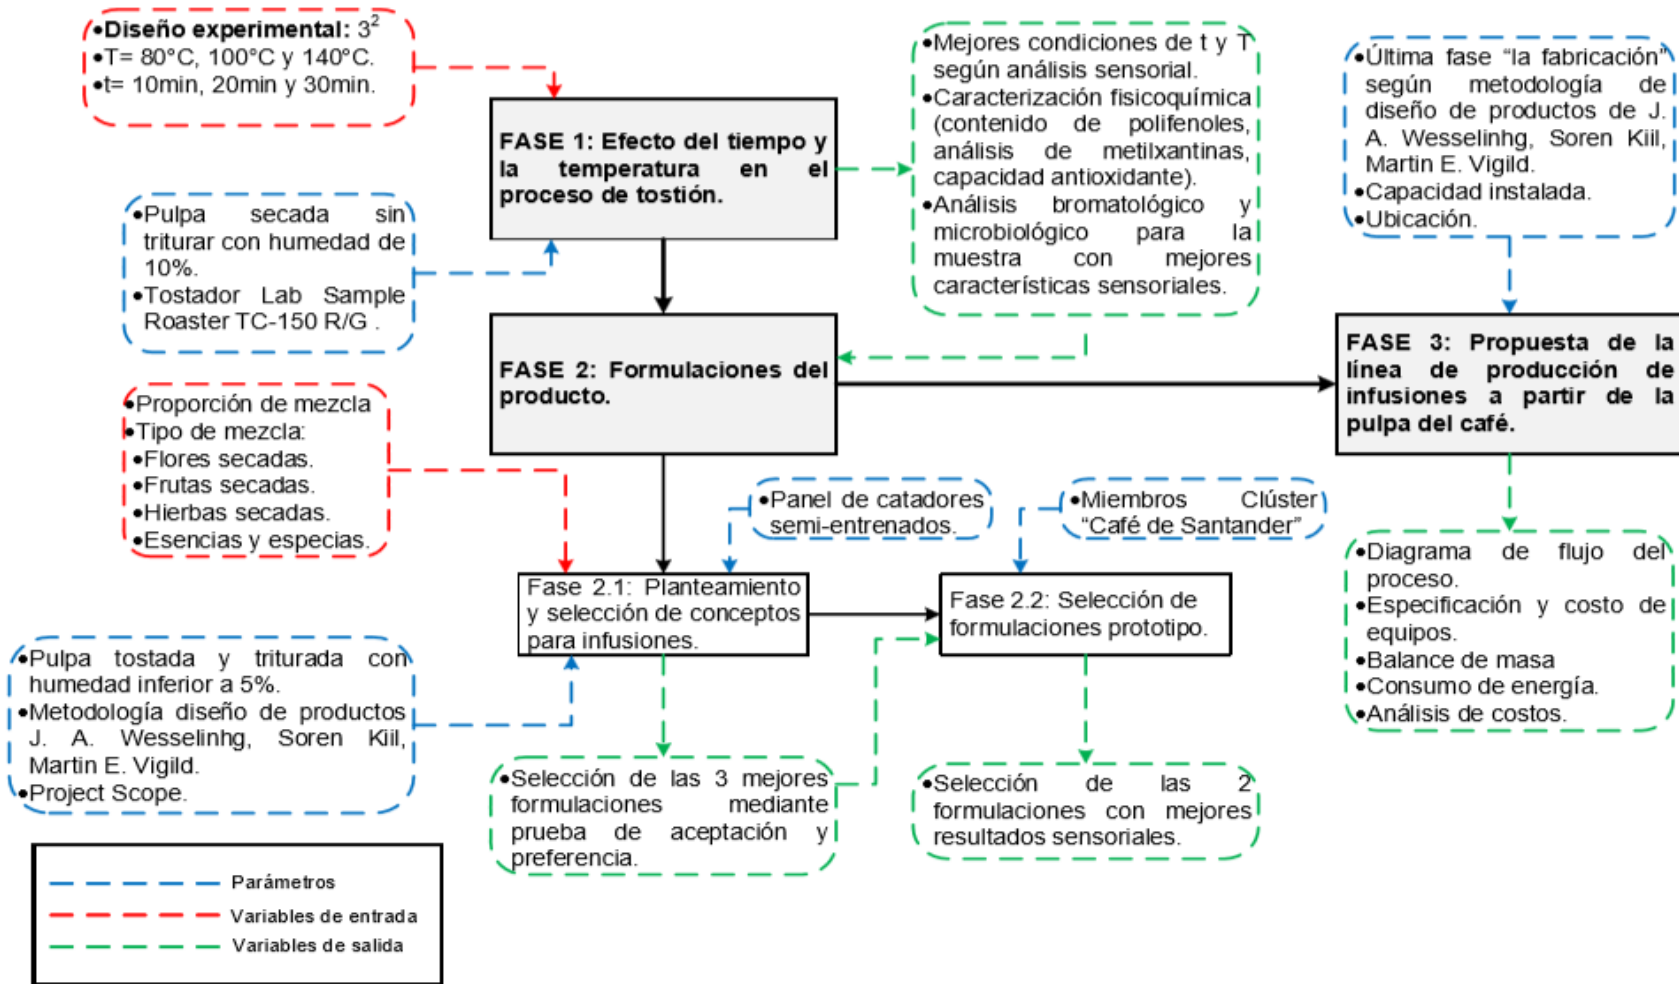 •Diseño experimental: 3²
•T= 80°C, 100°C y 140°C.
•t= 10min, 20min y 30min.
•Pulpa secada sin
triturar con humedad de
10%.
•Tostador Lab Sample
Roaster TC-150 R/G .
FASE 1: Efecto del tiempo y
la temperatura en el
proceso de tostión.
•Mejores condiciones de t y T
según análisis sensorial.
•Caracterización fisicoquímica
(contenido de polifenoles,
análisis de metilxantinas,
capacidad antioxidante).
•Análisis bromatológico y
microbiológico para la
muestra con mejores
características sensoriales.
•Última fase “la fabricación”
según metodología de
diseño de productos de J.
A. Wesselinhg, Soren Kiil,
Martin E. Vigild.
•Capacidad instalada.
•Ubicación.
FASE 2: Formulaciones del
producto.
FASE 3: Propuesta de la
línea de producción de
infusiones a partir de la
pulpa del café.
•Proporción de mezcla
•Tipo de mezcla:
•Flores secadas.
•Frutas secadas.
•Hierbas secadas.
•Esencias y especias.
•Panel de catadores
semi-entrenados.
•Miembros Clúster
“Café de Santander”
Fase 2.1: Planteamiento
y selección de conceptos
para infusiones.
Fase 2.2: Selección de
formulaciones prototipo.
•Diagrama de flujo del
proceso.
•Especificación y costo de
equipos.
•Balance de masa
•Consumo de energía.
•Análisis de costos.
•Pulpa tostada y triturada con
humedad inferior a 5%.
•Metodología diseño de productos
J. A. Wesselinhg, Soren Kiil,
Martin E. Vigild.
•Project Scope.
•Selección de las 3 mejores
formulaciones mediante
prueba de aceptación y
preferencia.
•Selección de las 2
formulaciones con mejores
resultados sensoriales.
Parámetros
Variables de entrada
Variables de salida